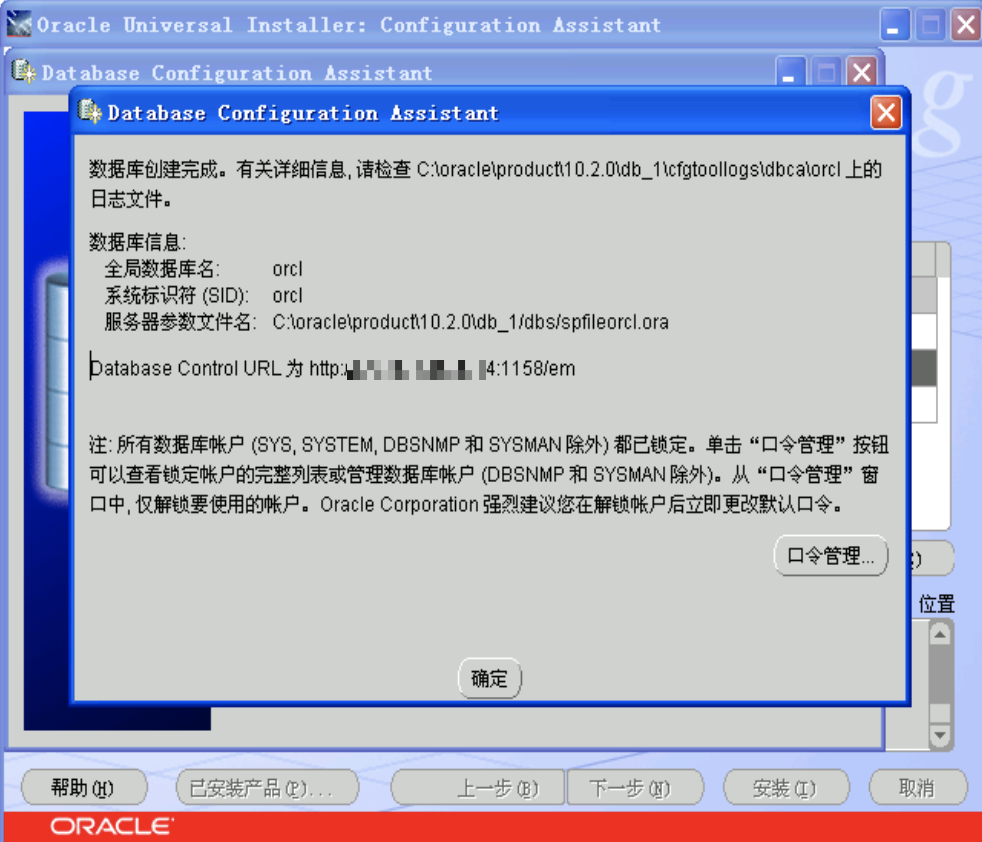 Oracle Universal Installer: Configuration Assistant
Database Configuration Assistant
Database Configuration Assistant
数据库创建完成。有关详细信息, 请检查 C:\oracle\product\10.2.0\db_1\cfgtoollogs\dbca\orcl 上的
日志文件。
数据库信息:
全局数据库名: orcl
系统标识符 (SID): orcl
服务器参数文件名: C:\oracle\product\10.2.0\db_1/dbs/spfileorcl.ora
Database Control URL 为 http:/ 4:1158/em
注: 所有数据库帐户 (SYS, SYSTEM, DBSNMP 和 SYSMAN 除外) 都已锁定。单击“口令管理”按钮
可以查看锁定帐户的完整列表或管理数据库帐户 (DBSNMP 和 SYSMAN 除外)。从“口令管理”窗
口中, 仅解锁要使用的帐户。Oracle Corporation 强烈建议您在解锁帐户后立即更改默认口令。
口令管理...
位置
确定
帮助(H) 已安装产品(P)... 上一步(B) 下一步(N) 安装(I) 取消
ORACLE